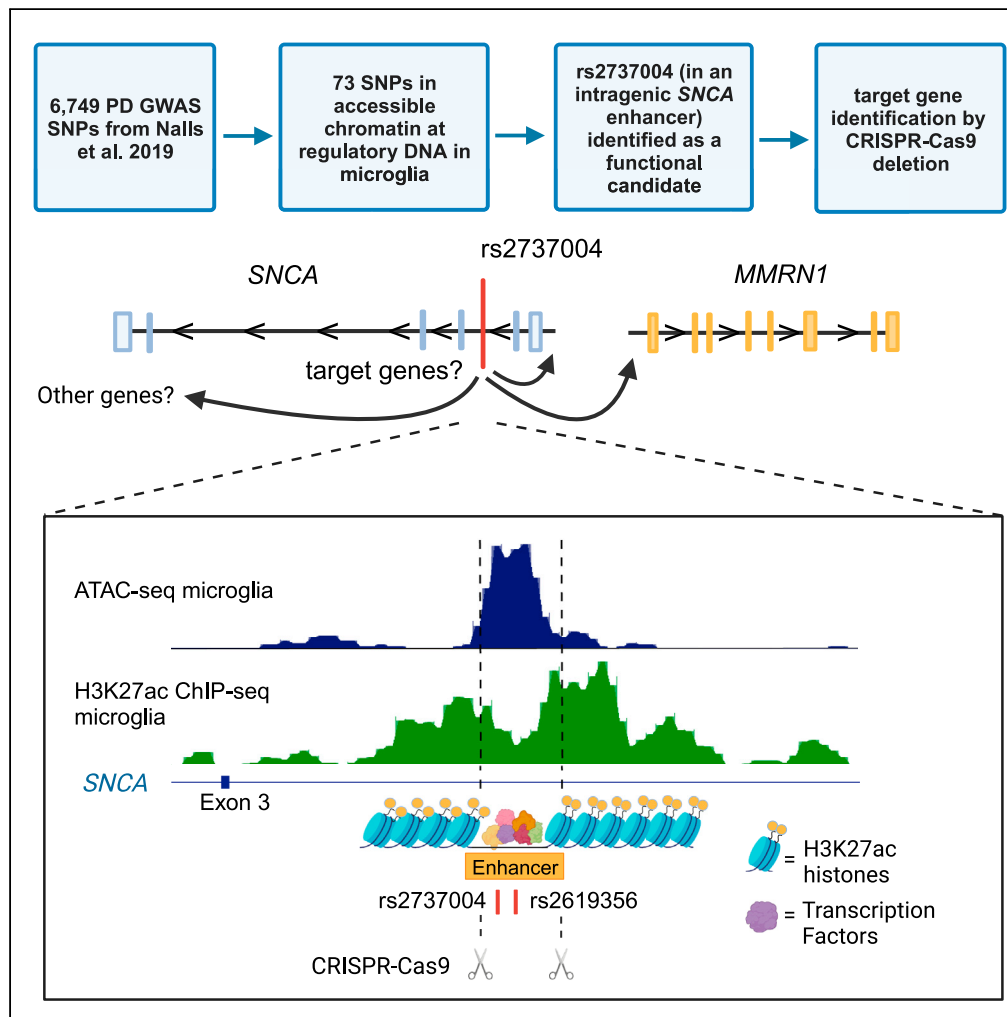 6,749 PD GWAS
SNPs from Nalls
et al. 2019
73 SNPs in
accessible
chromatin at
regulatory DNA in
microglia
rs2737004 (in an
intragenic SNCA
enhancer)
identified as a
functional
candidate
target gene
identification by
CRISPR-Cas9
deletion
rs2737004
SNCA
MMRN1
target genes?
Other genes?
ATAC-seq microglia
H3K27ac ChIP-seq
microglia
SNCA
Exon 3
Enhancer
rs2737004
rs2619356
CRISPR-Cas9
= H3K27ac
histones
= Transcription
Factors